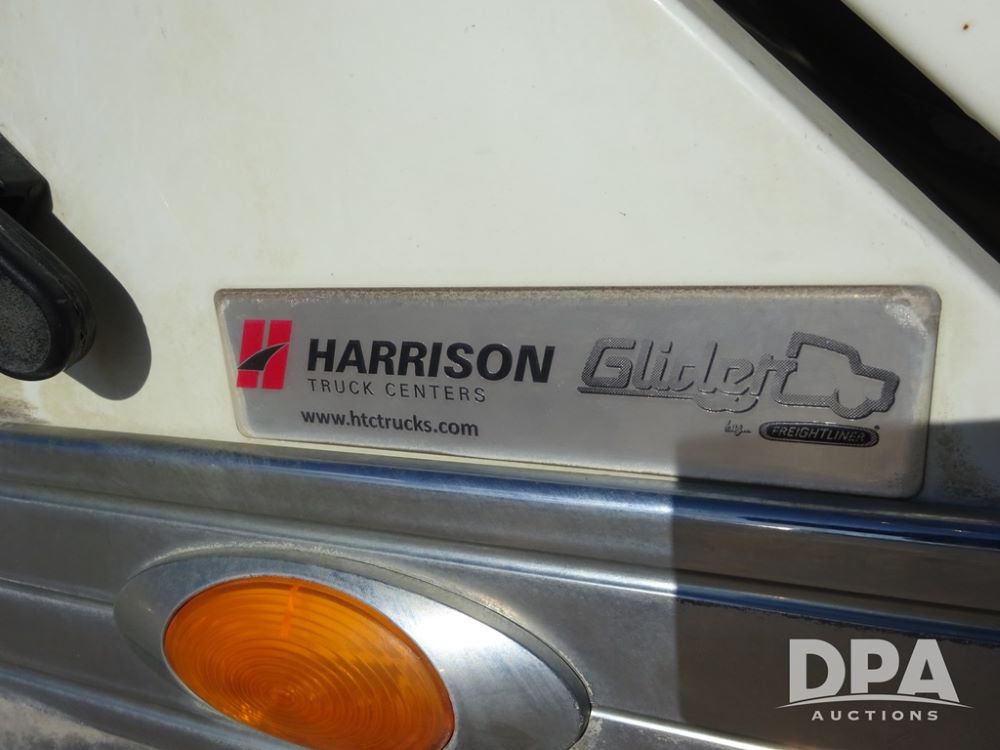 HARRISON
TRUCK CENTERS
www.htctrucks.com
Glider
by
FREIGHTLINER®
DPA
AUCTIONS